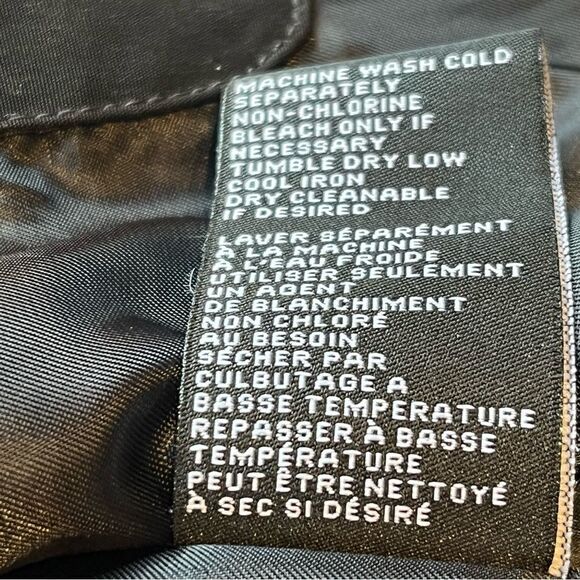 MACHINE WASH COLD
SEPARATELY
NON-CHLORINE
BLEACH ONLY IF
NECESSARY
TUMBLE DRY LOW
COOL IRON
DRY CLEANABLE
IF DESIRED
LAVER SÉPARÉMENT
À LA MACHINE
À L'EAU FROIDE
UTILISER SEULEMENT
UN AGENT
DE BLANCHIMENT
NON CHLORÉ
AU BESOIN
SÉCHER PAR
CULBUTAGE A
BASSE TEMPÉRATURE
REPASSER À BASSE
TEMPÉRATURE
PEUT ÊTRE NETTOYÉ
À SEC SI DÉSIRÉ